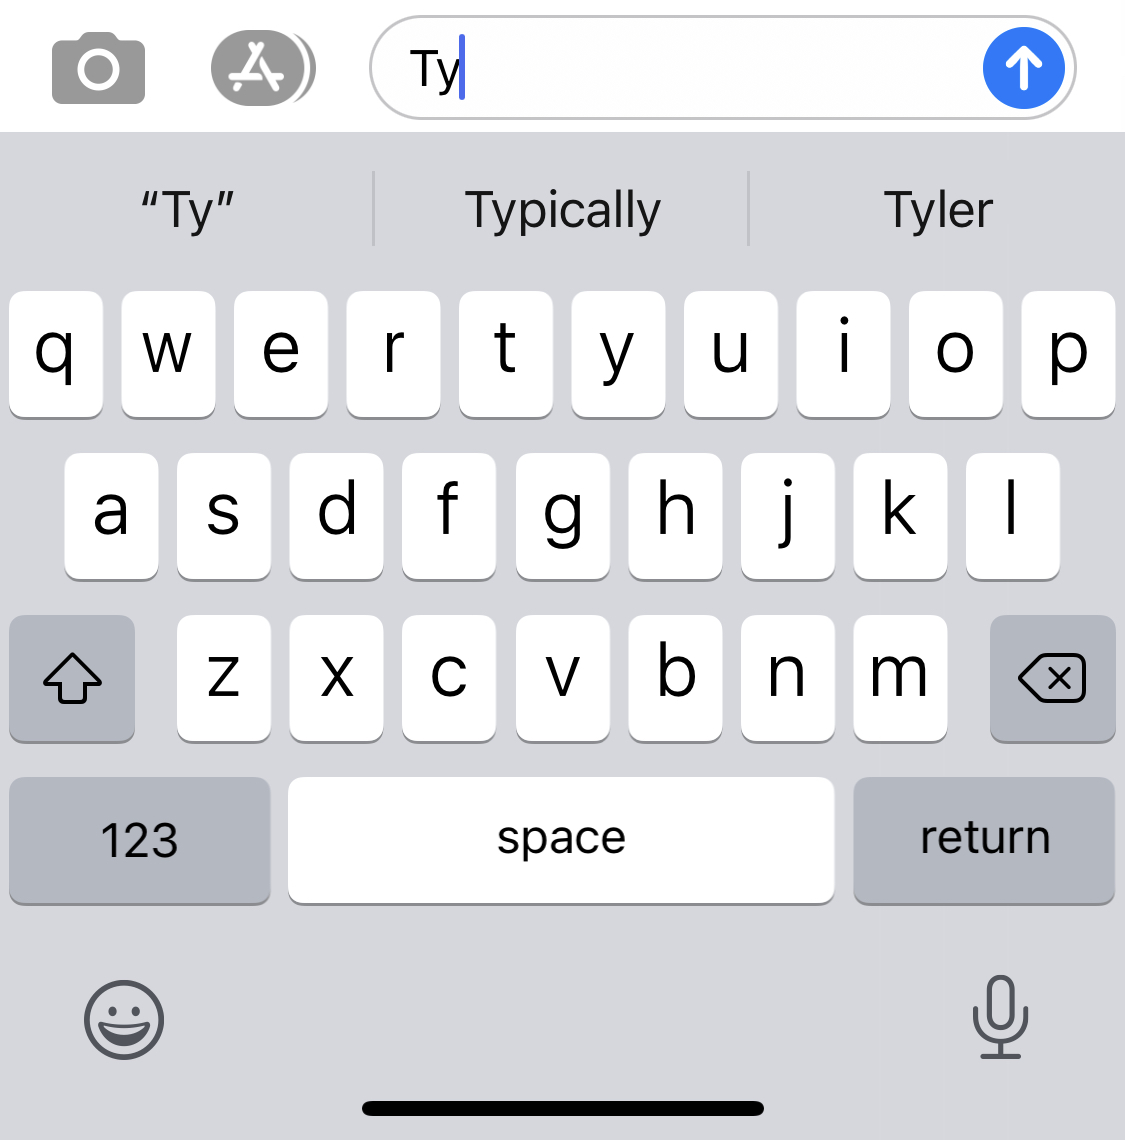 Ty
“Ty” Typically Tyler
q w e r t y u i o p
a s d f g h j k l
z x c v b n m
123 space return